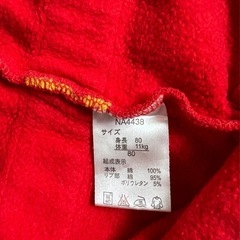 NA4438
サイズ
身長 80
体重 11kg
80
組成表示
本体 綿 100%
リブ部 綿 95%
ポリウレタン 5%